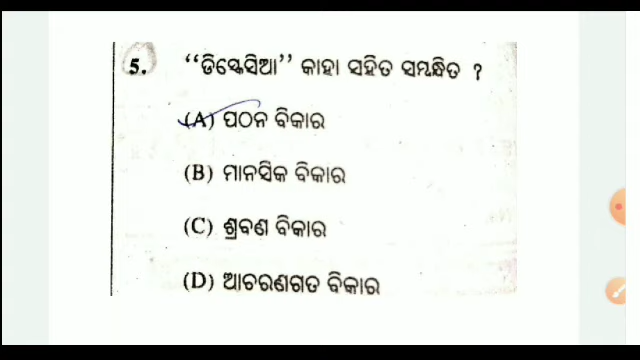 5. “ଡିସ୍କେସିଆ” କାହା ସହିତ ସମ୍ବନ୍ଧିତ ?
(A) ପଠନ ବିକାର
(B) ମାନସିକ ବିକାର
(C) ଶ୍ରବଣ ବିକାର
(D) ଆଚରଣଗତ ବିକାର